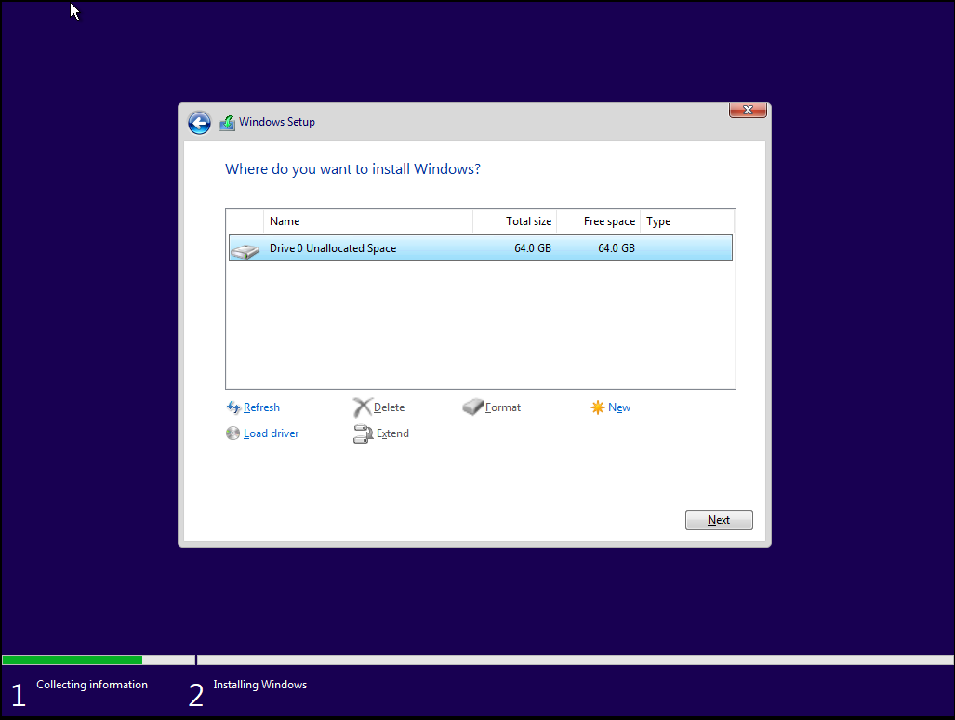 Windows Setup
Where do you want to install Windows?
Name Total size Free space Type
Drive 0 Unallocated Space 64.0 GB 64.0 GB
Refresh Delete Format New
Load driver Extend
Next
1 Collecting information 2 Installing Windows